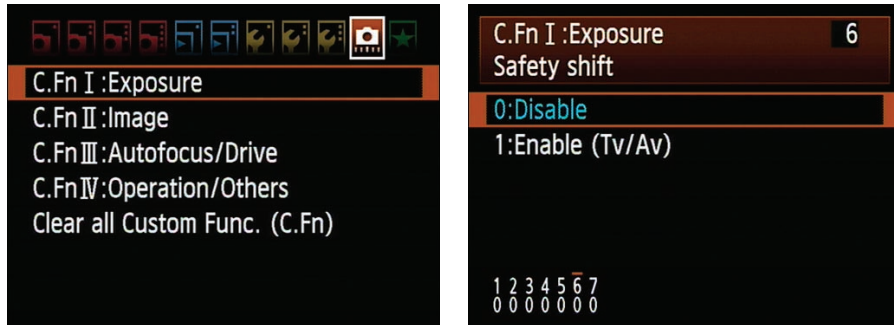 C.Fn Ⅰ :Exposure
C.Fn Ⅱ :Image
C.Fn Ⅲ :Autofocus/Drive
C.Fn Ⅳ :Operation/Others
Clear all Custom Func. (C.Fn)
C.Fn Ⅰ :Exposure 6
Safety shift
0:Disable
1:Enable (Tv/Av)
1 2 3 4 5 6 7
0 0 0 0 0 0 0